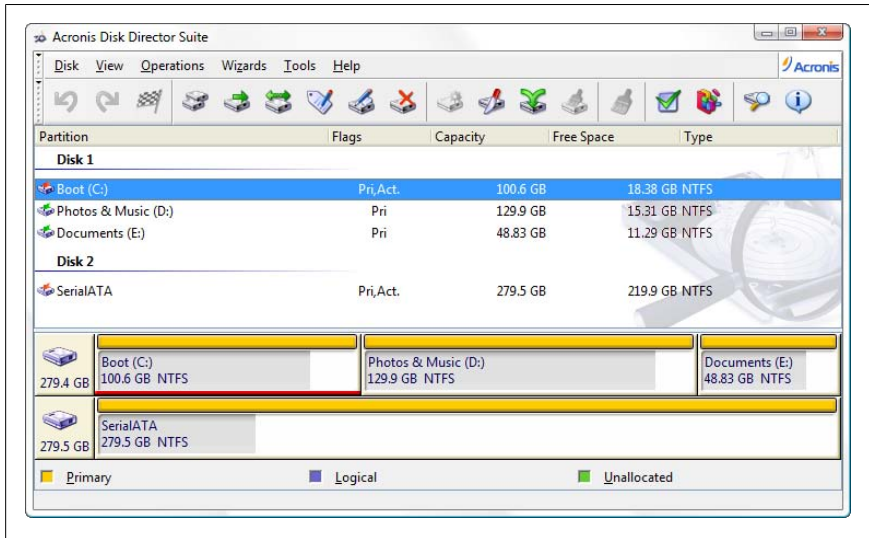 Acronis Disk Director Suite
Disk View Operations Wizards Tools Help Acronis
Partition Flags Capacity Free Space Type
Disk 1
Boot (C:) Pri,Act. 100.6 GB 18.38 GB NTFS
Photos & Music (D:) Pri 129.9 GB 15.31 GB NTFS
Documents (E:) Pri 48.83 GB 11.29 GB NTFS
Disk 2
SerialATA Pri,Act. 279.5 GB 219.9 GB NTFS
Boot (C:) Photos & Music (D:) Documents (E:)
279.4 GB 100.6 GB NTFS 129.9 GB NTFS 48.83 GB NTFS
SerialATA
279.5 GB 279.5 GB NTFS
Primary Logical Unallocated